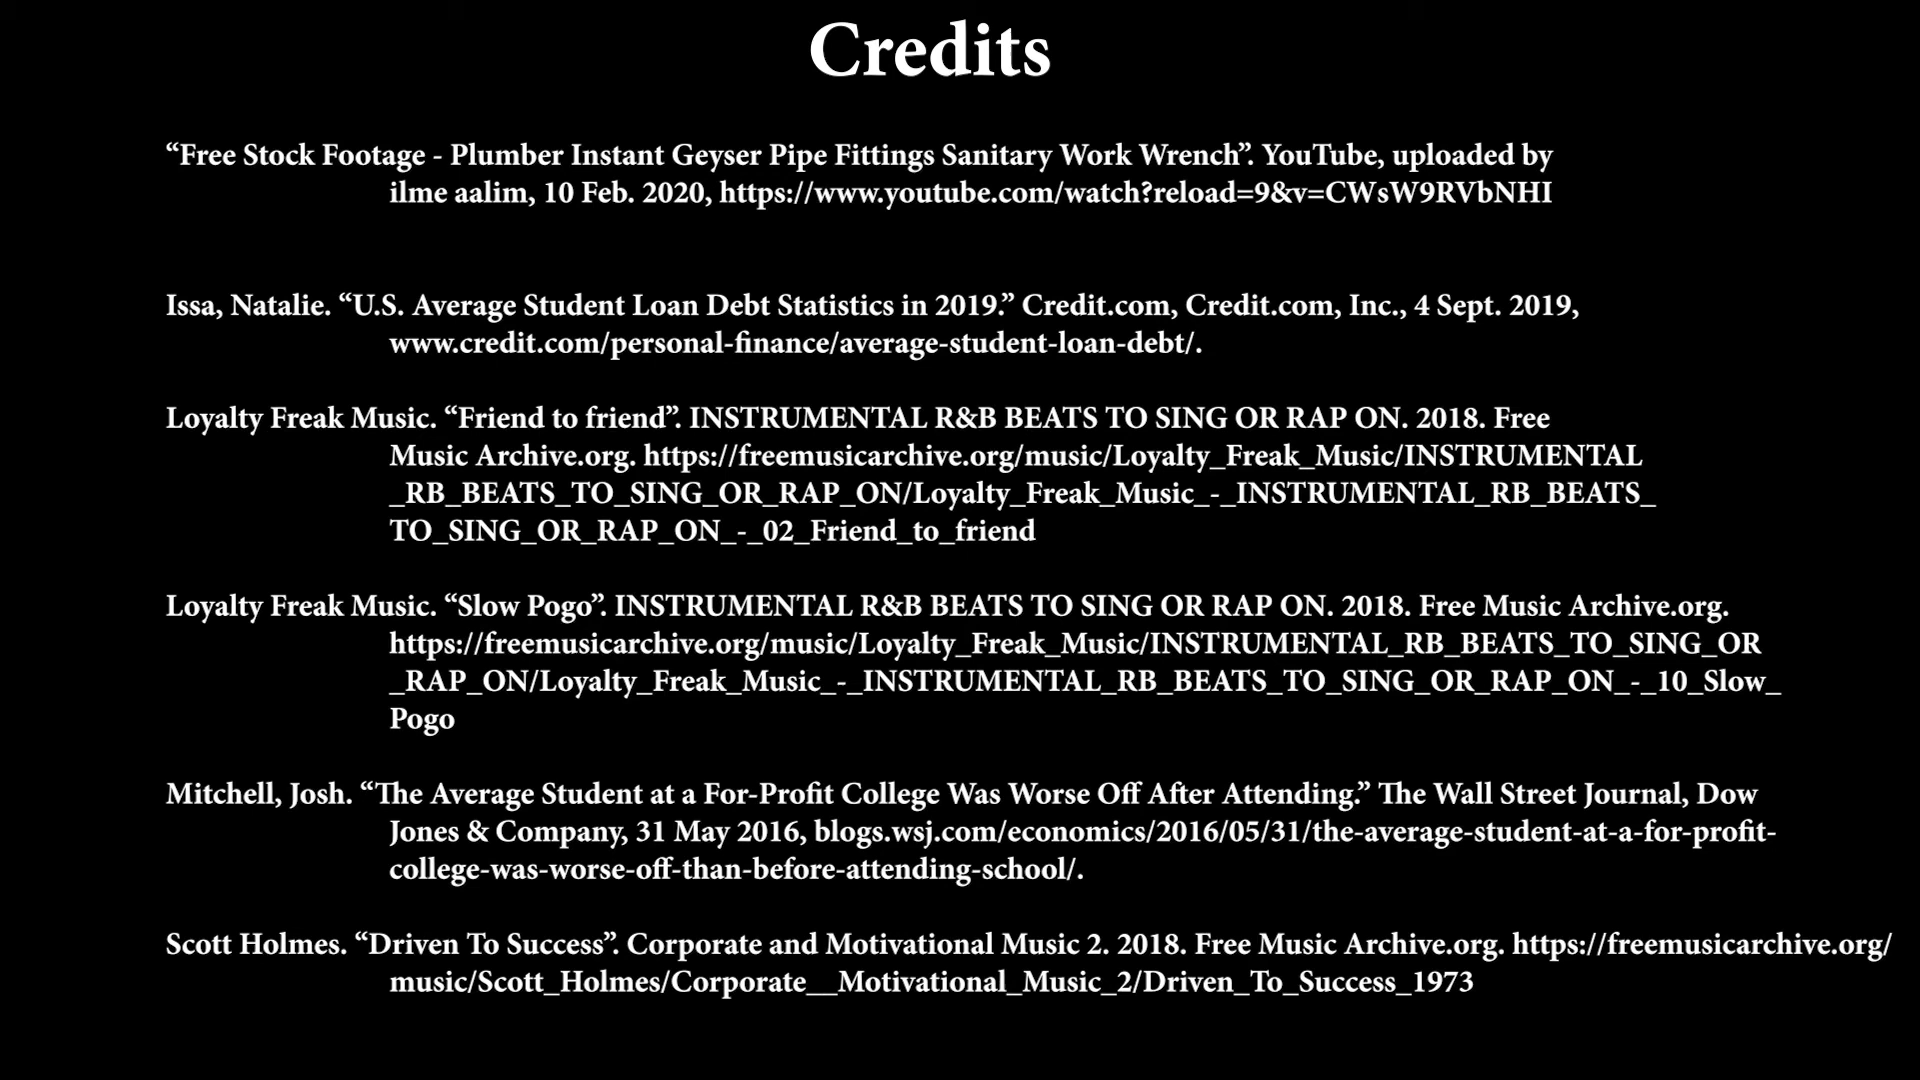 Credits
“Free Stock Footage - Plumber Instant Geyser Pipe Fittings Sanitary Work Wrench”. YouTube, uploaded by
ilme aalim, 10 Feb. 2020, https://www.youtube.com/watch?reload=9&v=CWsW9RVbNHI
Issa, Natalie. “U.S. Average Student Loan Debt Statistics in 2019.” Credit.com, Credit.com, Inc., 4 Sept. 2019,
www.credit.com/personal-finance/average-student-loan-debt/.
Loyalty Freak Music. “Friend to friend”. INSTRUMENTAL R&B BEATS TO SING OR RAP ON. 2018. Free
Music Archive.org. https://freemusicarchive.org/music/Loyalty_Freak_Music/INSTRUMENTAL
_RB_BEATS_TO_SING_OR_RAP_ON/Loyalty_Freak_Music_-_INSTRUMENTAL_RB_BEATS_
TO_SING_OR_RAP_ON_-_02_Friend_to_friend
Loyalty Freak Music. “Slow Pogo”. INSTRUMENTAL R&B BEATS TO SING OR RAP ON. 2018. Free Music Archive.org.
https://freemusicarchive.org/music/Loyalty_Freak_Music/INSTRUMENTAL_RB_BEATS_TO_SING_OR
_RAP_ON/Loyalty_Freak_Music_-_INSTRUMENTAL_RB_BEATS_TO_SING_OR_RAP_ON_-_10_Slow_
Pogo
Mitchell, Josh. “The Average Student at a For-Profit College Was Worse Off After Attending.” The Wall Street Journal, Dow
Jones & Company, 31 May 2016, blogs.wsj.com/economics/2016/05/31/the-average-student-at-a-for-profit-
college-was-worse-off-than-before-attending-school/.
Scott Holmes. “Driven To Success”. Corporate and Motivational Music 2. 2018. Free Music Archive.org. https://freemusicarchive.org/
music/Scott_Holmes/Corporate__Motivational_Music_2/Driven_To_Success_1973